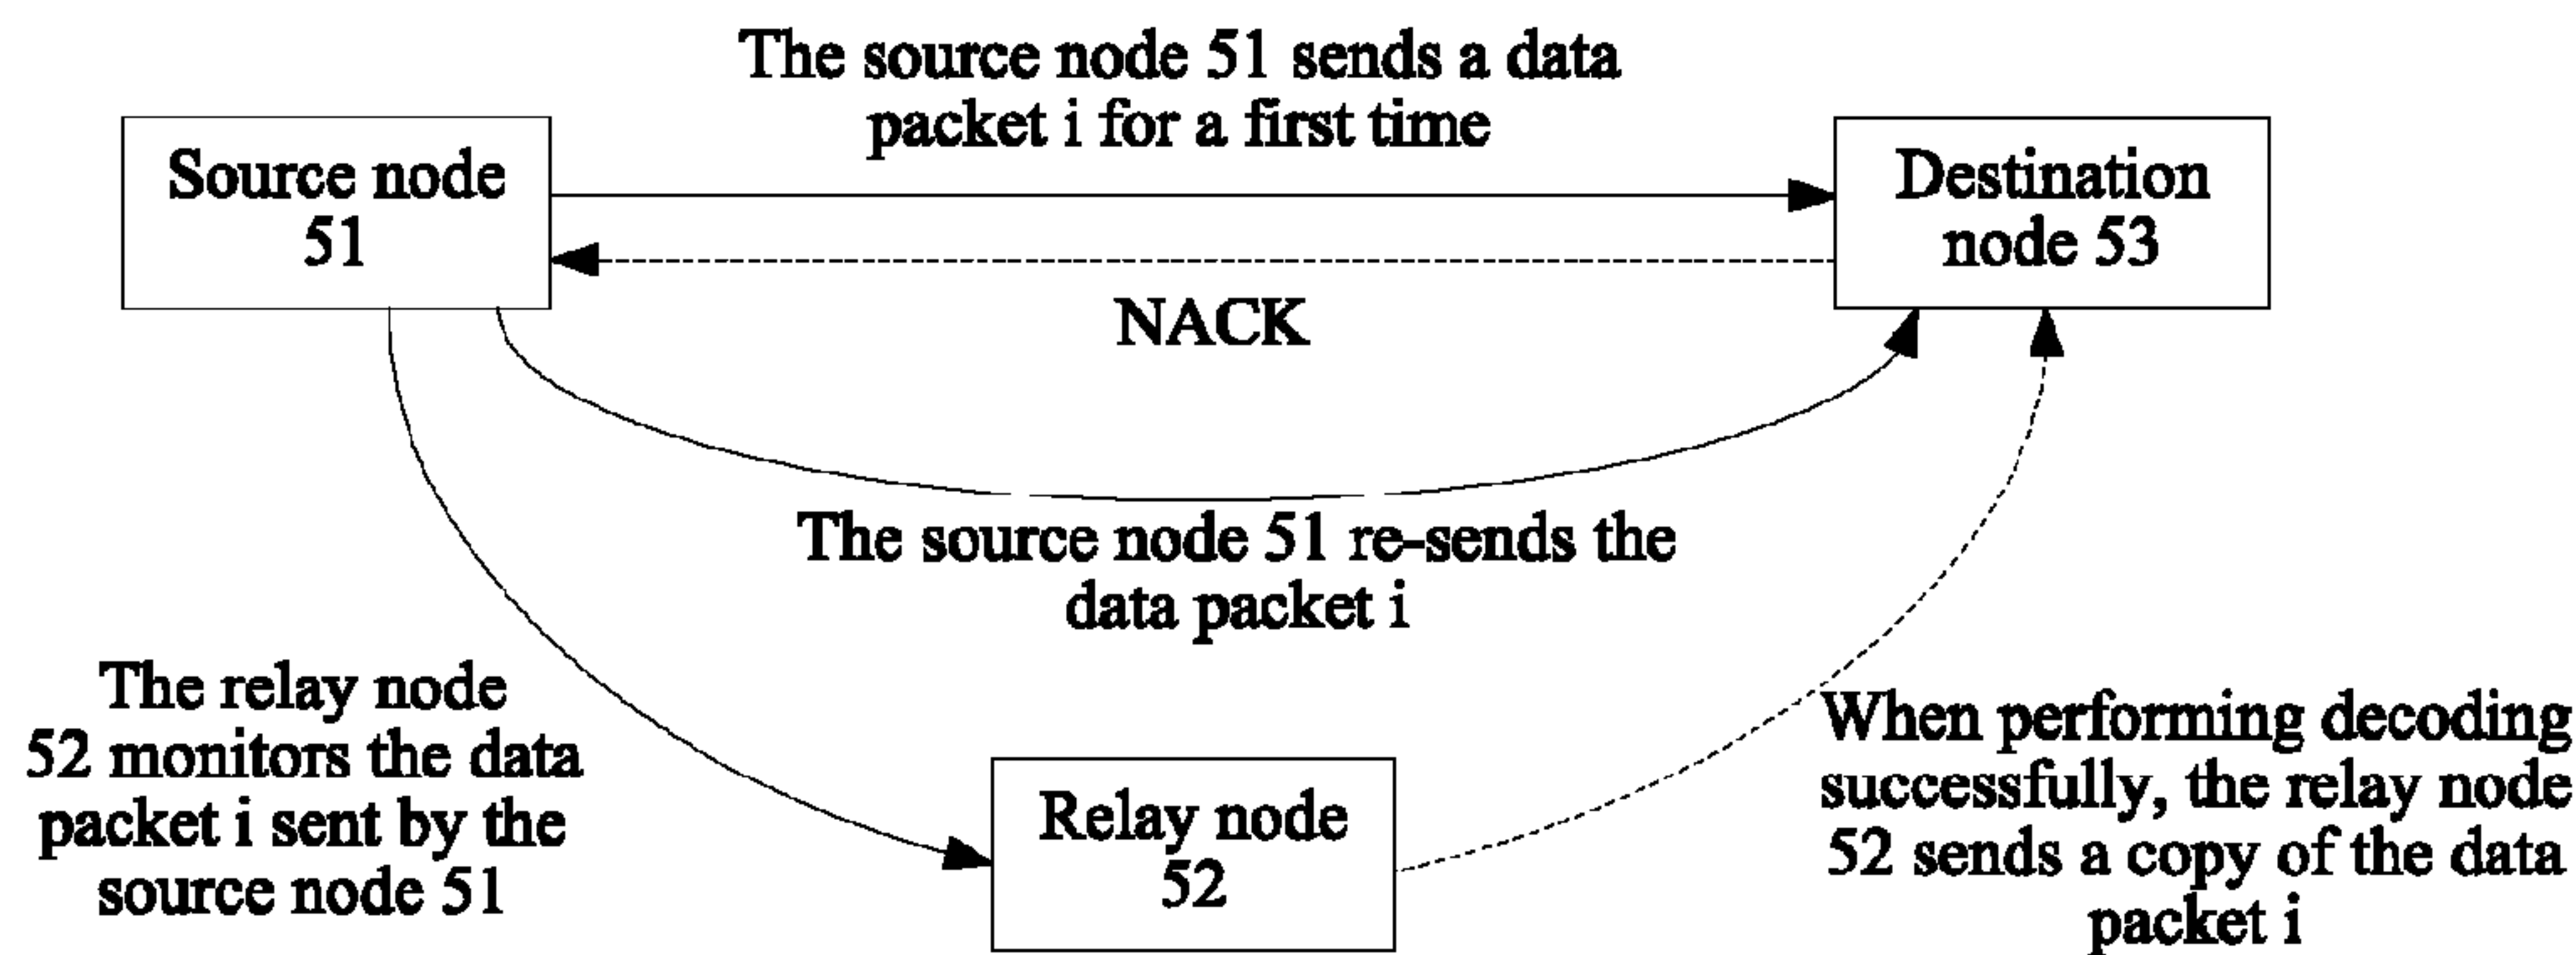 The source node 51 sends a data
packet i for a first time
Source node
51
Destination
node 53
NACK
The source node 51 re-sends the
data packet i
The relay node
52 monitors the data
packet i sent by the
source node 51
Relay node
52
When performing decoding
successfully, the relay node
52 sends a copy of the data
packet i